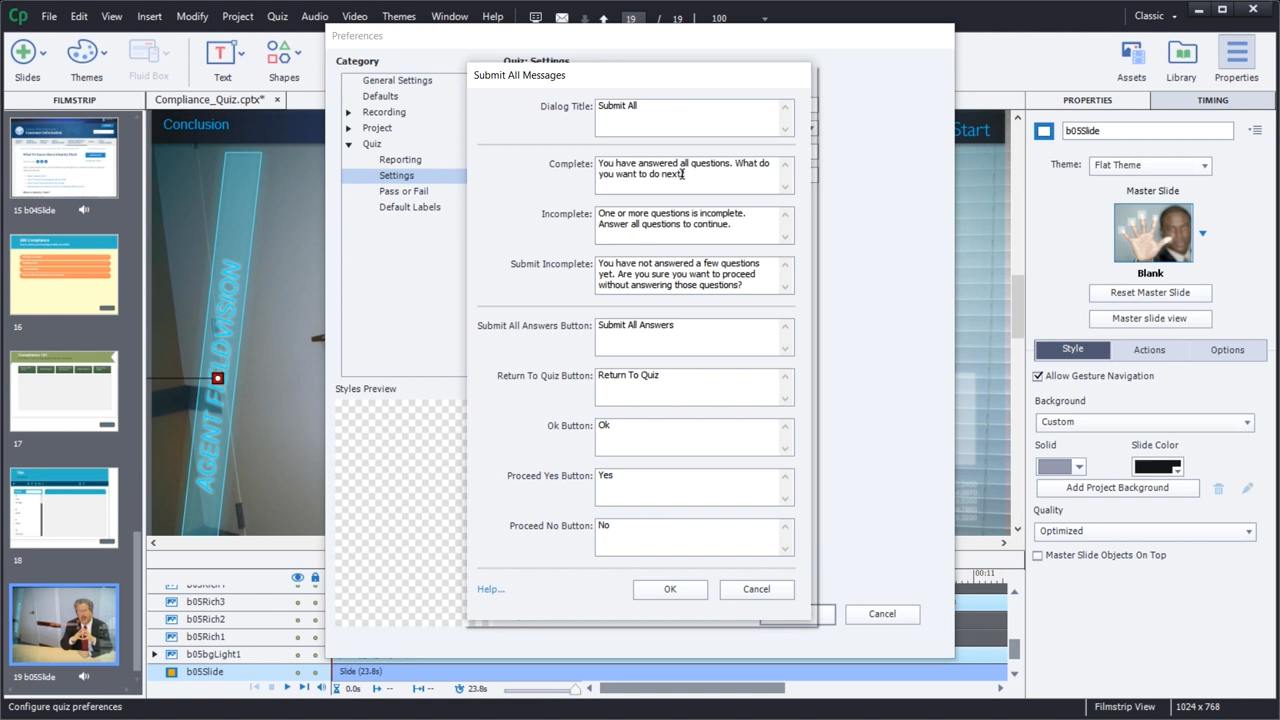 Cp File Edit View Insert Modify Project Quiz Audio Video Themes Window Help 19 / 19 100 Classic
Slides Themes Fluid Box Text Shapes Assets Library Properties
FILMSTRIP
Compliance_Quiz.cptx* ×
15 b04Slide
16
17
18
19 b05Slide
Conclusion
AGENT FIELDVISION
Start
Preferences
Category
General Settings
Defaults
Recording
Project
Quiz
Reporting
Settings
Pass or Fail
Default Labels
Styles Preview
Quiz: Settings
Cancel
Submit All Messages
Dialog Title: Submit All
Complete: You have answered all questions. What do
you want to do next?
Incomplete: One or more questions is incomplete.
Answer all questions to continue.
Submit Incomplete: You have not answered a few questions
yet. Are you sure you want to proceed
without answering those questions?
Submit All Answers Button: Submit All Answers
Return To Quiz Button: Return To Quiz
Ok Button: Ok
Proceed Yes Button: Yes
Proceed No Button: No
Help...
OK
Cancel
PROPERTIES TIMING
b05Slide
Theme: Flat Theme
Master Slide
Blank
Reset Master Slide
Master slide view
Style Actions Options
Allow Gesture Navigation
Background
Custom
Solid Slide Color
Add Project Background
Quality
Optimized
Master Slide Objects On Top
00:11
b05Rich3
b05Rich2
b05Rich1
b05bgLight1
b05Slide
Slide (23.8s)
0.0s -- -- 23.8s
Configure quiz preferences
Filmstrip View 1024 x 768